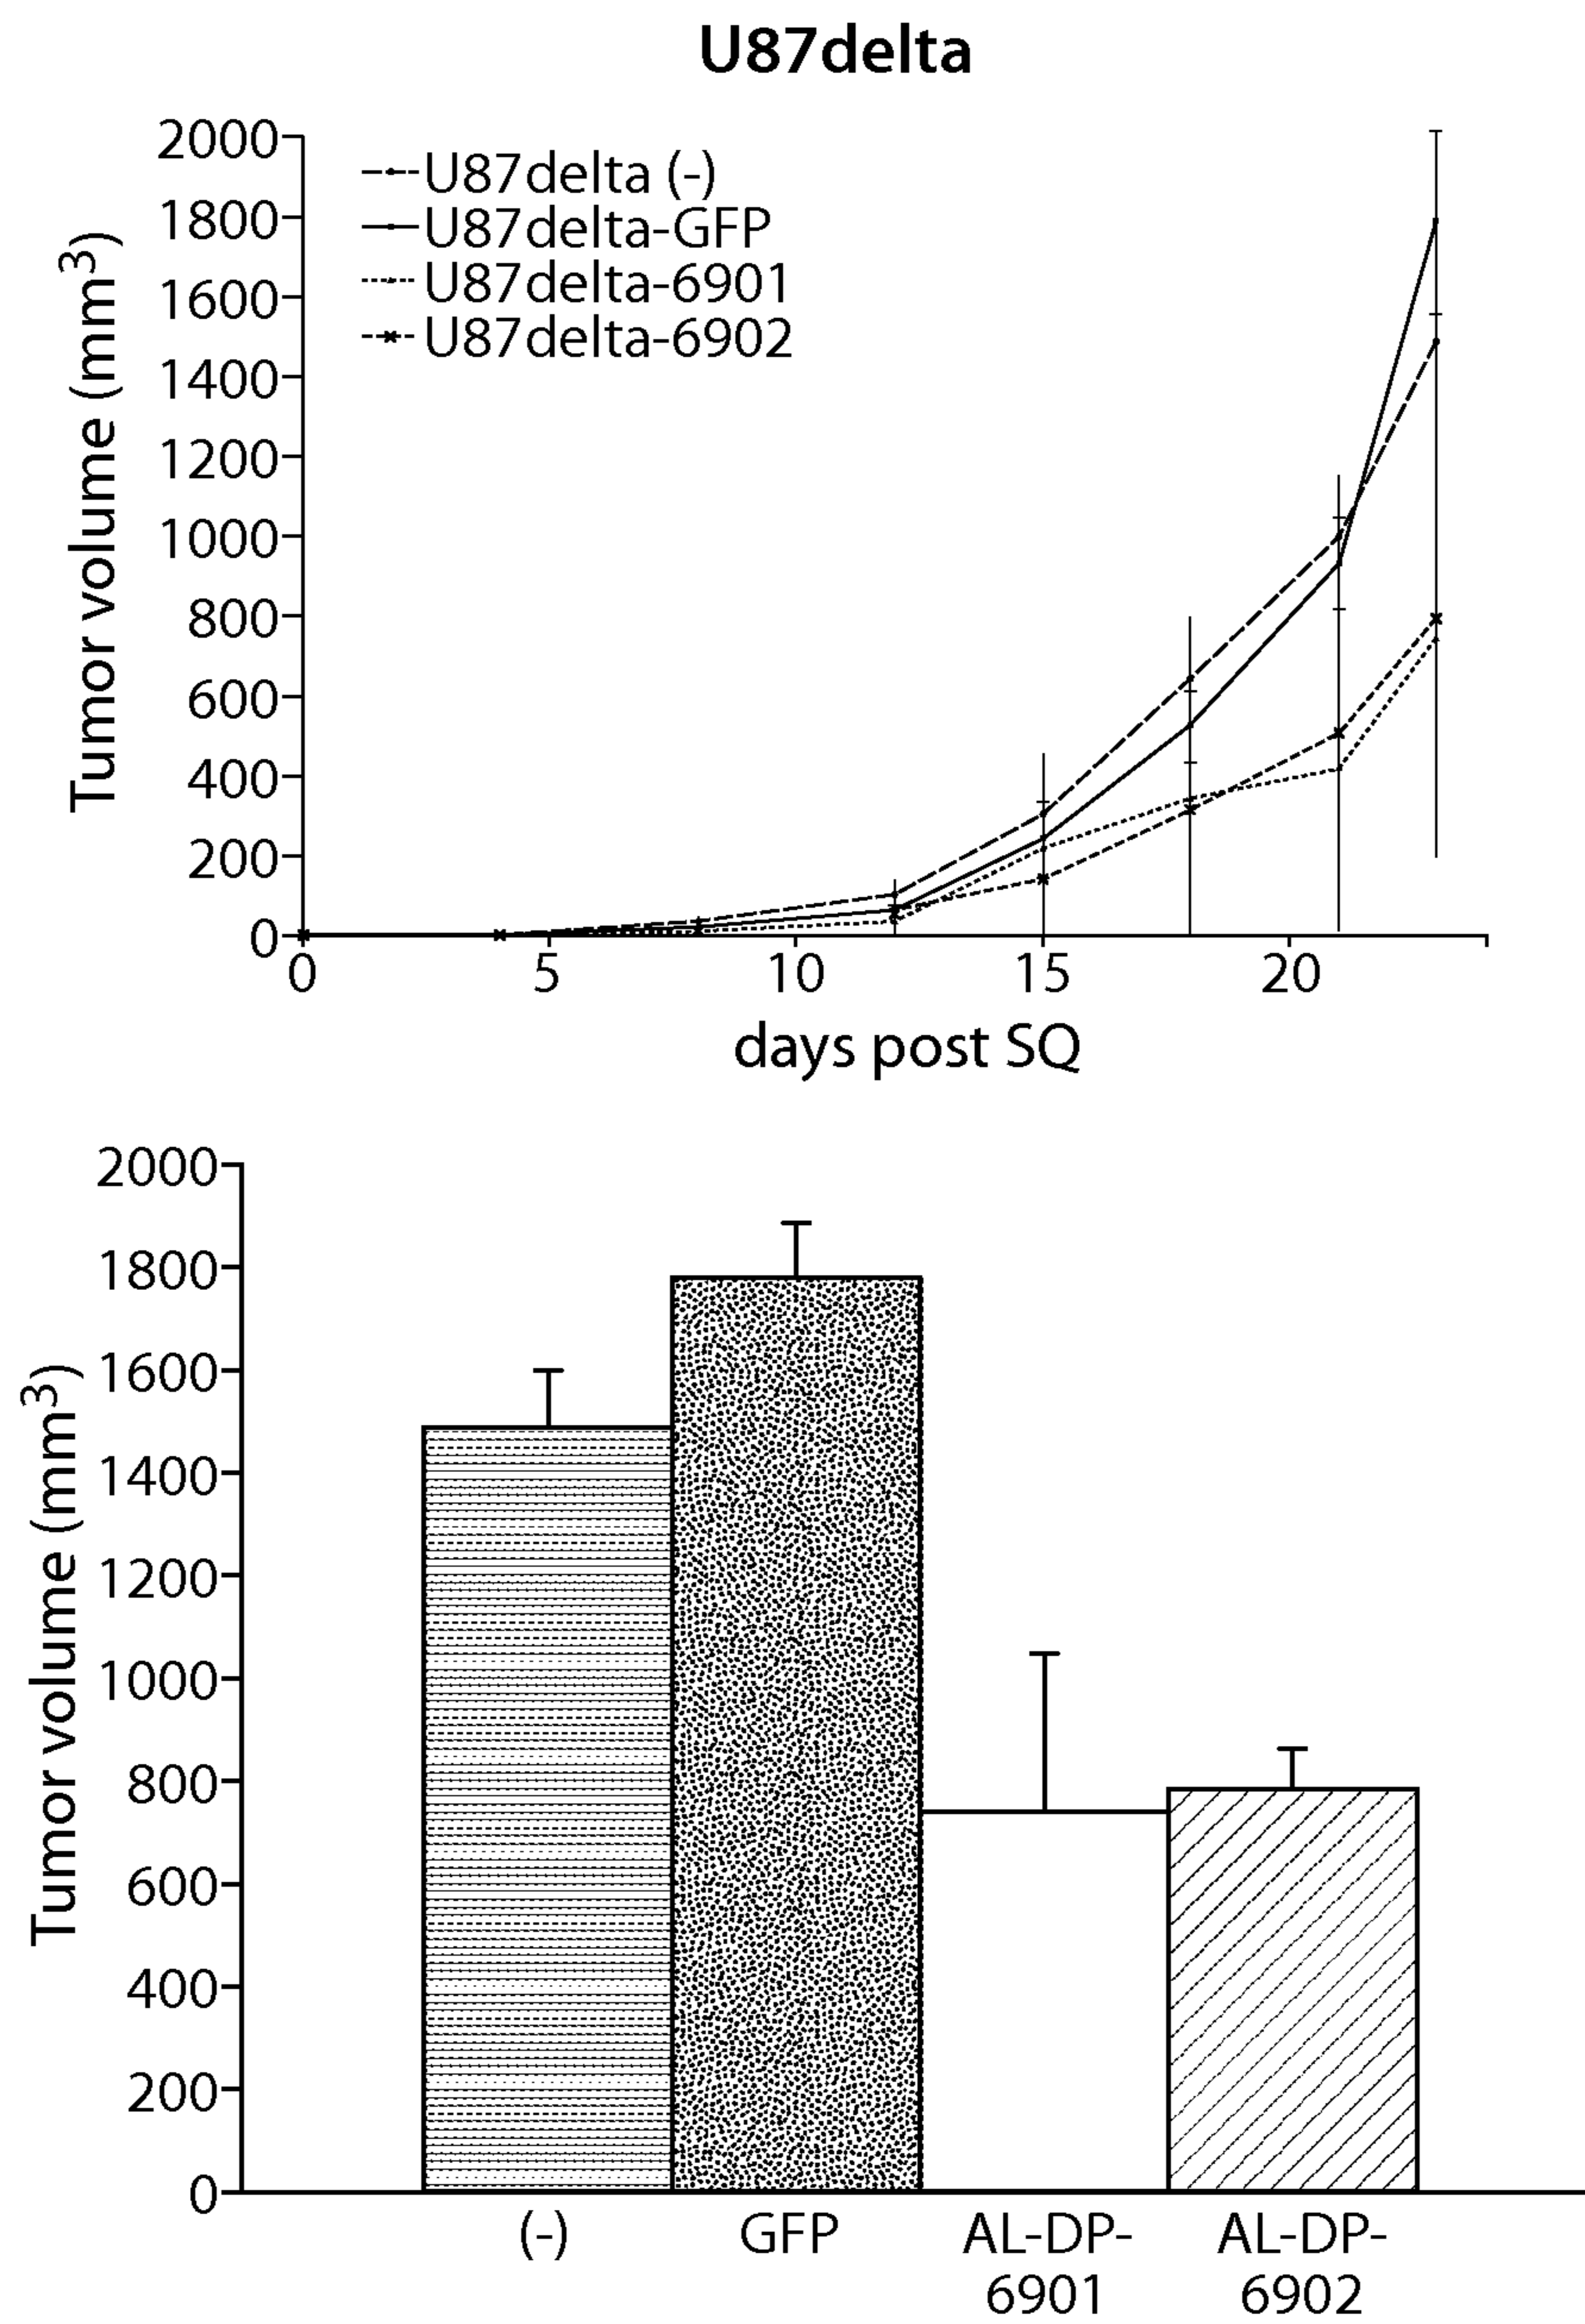 U87delta
2000
1800
1600
1400
1200
1000
800
600
400
200
0
Tumor volume (mm³)
U87delta (-)
U87delta-GFP
U87delta-6901
U87delta-6902
0 5 10 15 20
days post SQ
2000
1800
1600
1400
1200
1000
800
600
400
200
0
Tumor volume (mm³)
(-) GFP AL-DP- AL-DP-
6901 6902